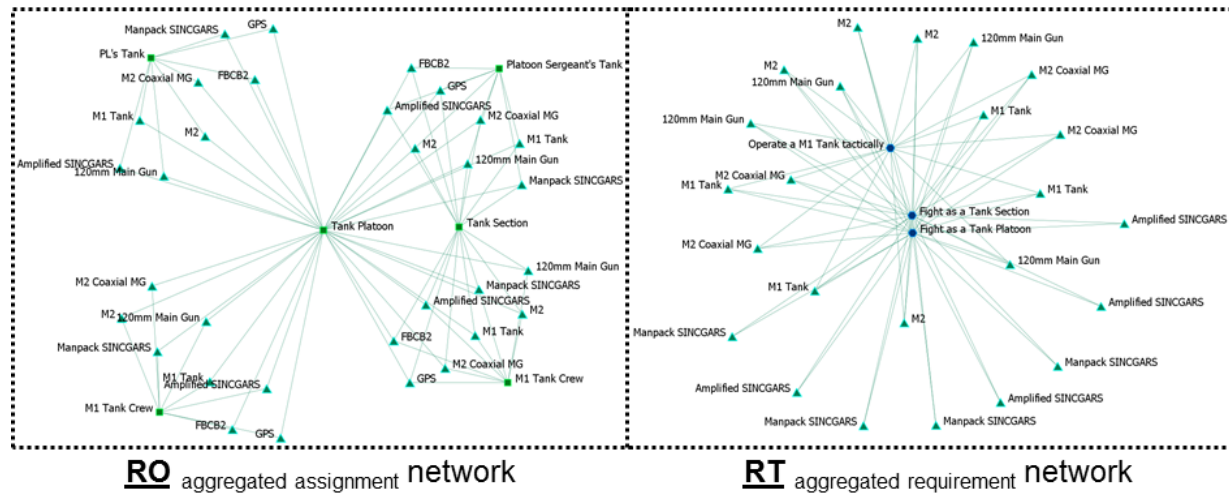 Manpack SINCGARS
GPS
PL's Tank
M2 Coaxial MG
FBCB2
M1 Tank
M2
Amplified SINCGARS
120mm Main Gun
FBCB2
Platoon Sergeant's Tank
GPS
Amplified SINCGARS
M2 Coaxial MG
M2
M1 Tank
120mm Main Gun
Manpack SINCGARS
Tank Platoon
Tank Section
M2 Coaxial MG
M2
120mm Main Gun
Manpack SINCGARS
M1 Tank
Amplified SINCGARS
M1 Tank Crew
FBCB2
GPS
120mm Main Gun
Manpack SINCGARS
Amplified SINCGARS
M2
FBCB2
M1 Tank
M2 Coaxial MG
GPS
M1 Tank Crew
RO aggregated assignment network
M2
M2
120mm Main Gun
M2
120mm Main Gun
M2 Coaxial MG
120mm Main Gun
M1 Tank
M2 Coaxial MG
Operate a M1 Tank tactically
M2 Coaxial MG
M1 Tank
M1 Tank
Fight as a Tank Section
Amplified SINCGARS
Fight as a Tank Platoon
M2 Coaxial MG
120mm Main Gun
M1 Tank
Amplified SINCGARS
M2
Manpack SINCGARS
Manpack SINCGARS
Amplified SINCGARS
Amplified SINCGARS
Manpack SINCGARS
Manpack SINCGARS
RT aggregated requirement network